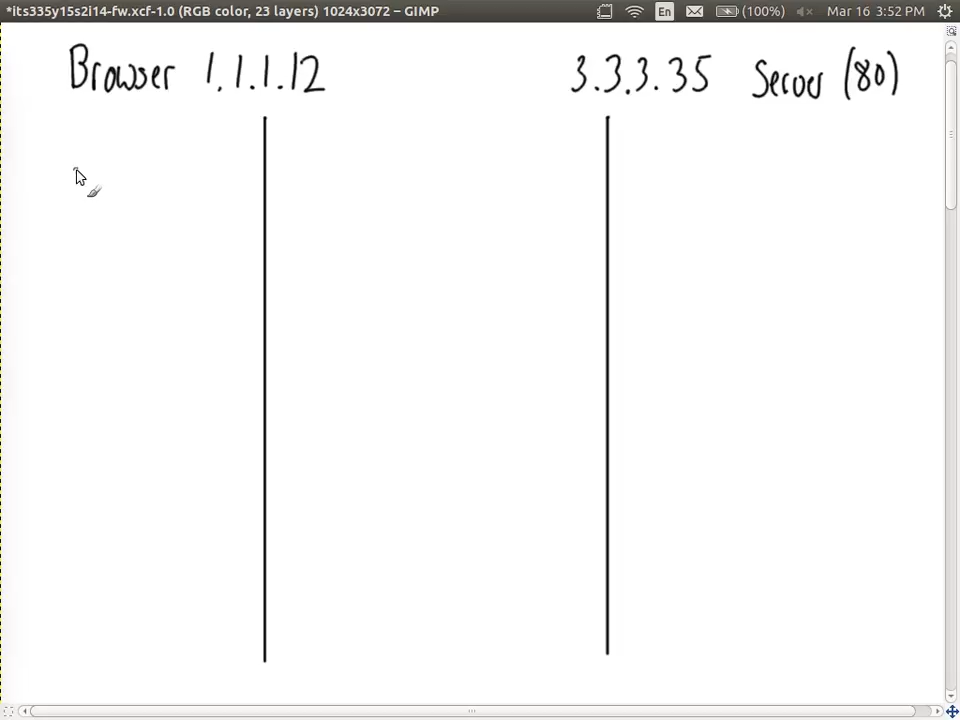 *its335y15s2i14-fw.xcf-1.0 (RGB color, 23 layers) 1024x3072 – GIMP
En (100%) Mar 16 3:52 PM
Browser 1.1.1.12 3.3.3.35 Server (80)